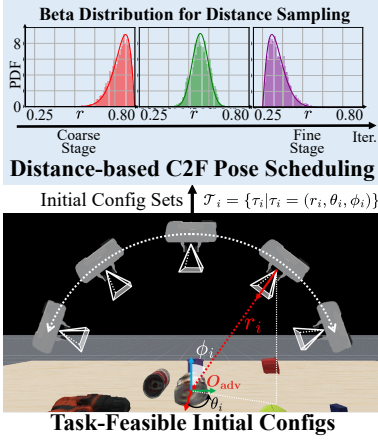 Beta Distribution for Distance Sampling
PDF
8
0
0.25 r 0.80 0.25 r 0.80 0.25 r 0.80
Coarse Stage
Fine Stage
Iter.
Distance-based C2F Pose Scheduling
Initial Config Sets
𝒯ᵢ = {τᵢ|τᵢ = (rᵢ, θᵢ, ϕᵢ)}
rᵢ
ϕᵢ
O_adv
θᵢ
Task-Feasible Initial Configs